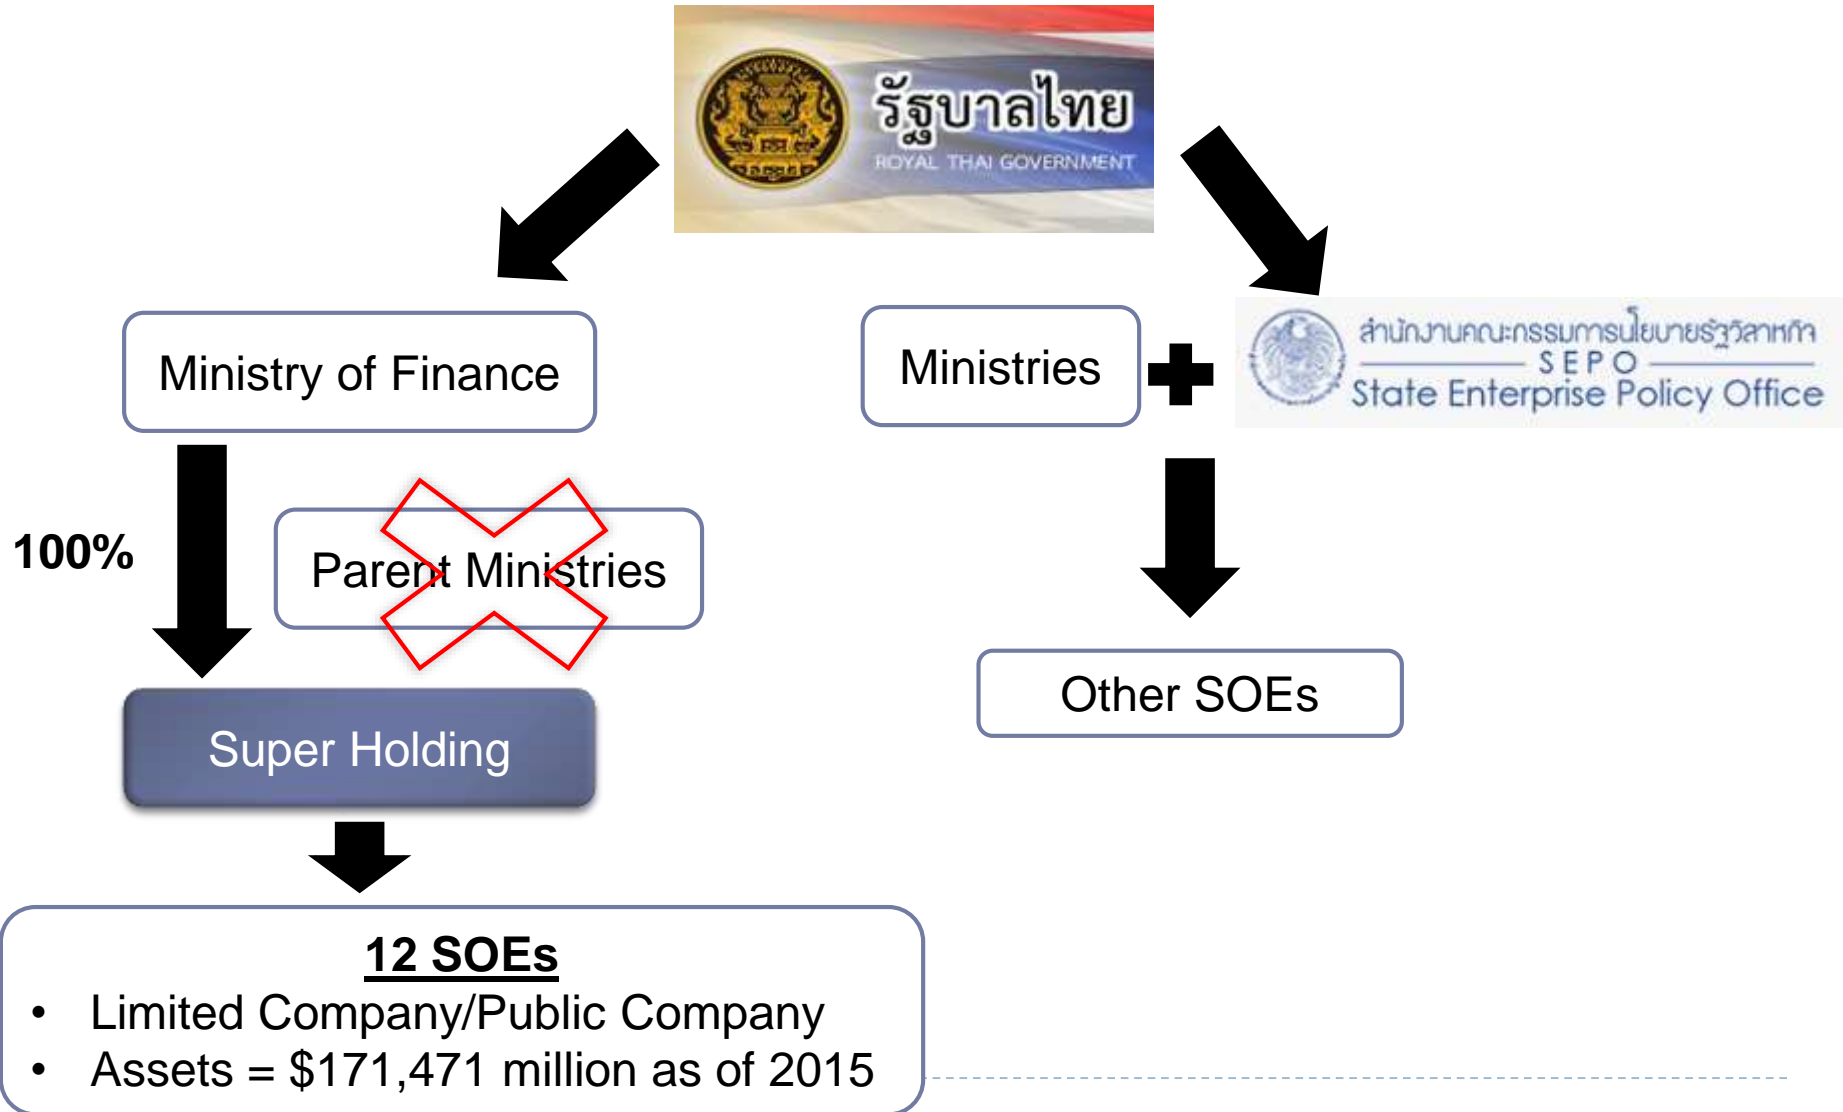 รัฐบาลไทย
ROYAL THAI GOVERNMENT
Ministry of Finance
Ministries
สำนักงานคณะกรรมการนโยบายรัฐวิสาหกิจ
SEPO
State Enterprise Policy Office
100%
Parent Ministries
Other SOEs
Super Holding
12 SOEs
• Limited Company/Public Company
• Assets = $171,471 million as of 2015